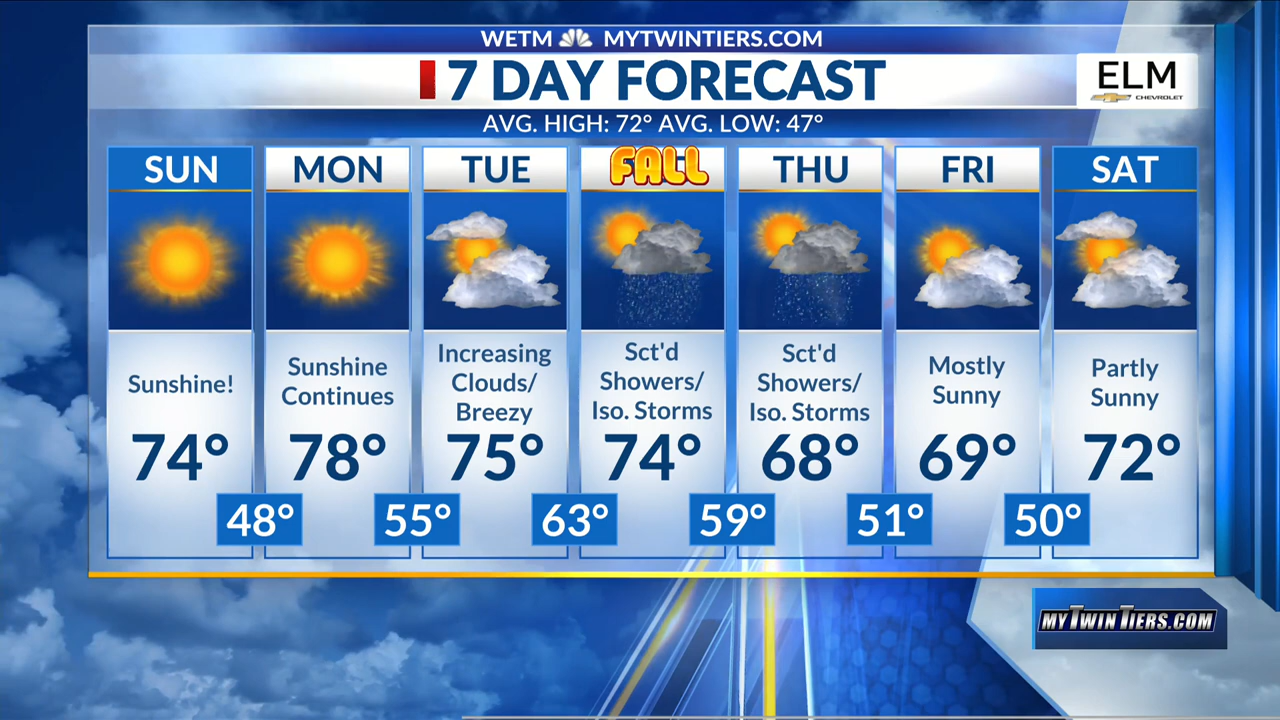 WETM MYTWINTIERS.COM
7 DAY FORECAST
ELM
CHEVROLET
AVG. HIGH: 72° AVG. LOW: 47°
SUN MON TUE FALL THU FRI SAT
Sunshine!
74°
Sunshine
Continues
78°
Increasing
Clouds/
Breezy
75°
Sct'd
Showers/
Iso. Storms
74°
Sct'd
Showers/
Iso. Storms
68°
Mostly
Sunny
69°
Partly
Sunny
72°
48° 55° 63° 59° 51° 50°
MYTWINTIERS.COM